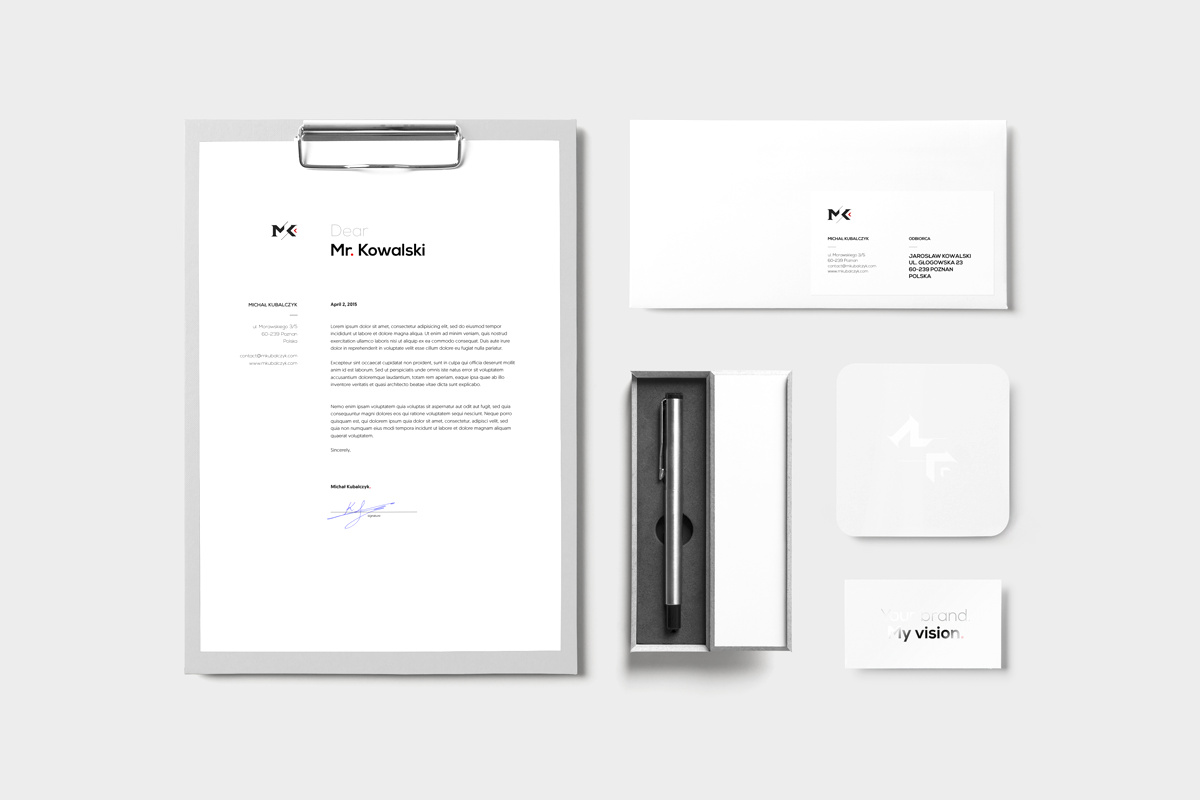 MK
Dear
Mr. Kowalski
MICHAŁ KUBALCZYK
ul. Morawskiego 3/5
60-239 Poznań
Polska
contact@mkubalczyk.com
www.mkubalczyk.com
April 2, 2015
Lorem ipsum dolor sit amet, consectetur adipisicing elit, sed do eiusmod tempor
incididunt ut labore et dolore magna aliqua. Ut enim ad minim veniam, quis nostrud
exercitation ullamco laboris nisi ut aliquip ex ea commodo consequat. Duis aute irure
dolor in reprehenderit in voluptate velit esse cillum dolore eu fugiat nulla pariatur.
Excepteur sint occaecat cupidatat non proident, sunt in culpa qui officia deserunt mollit
anim id est laborum. Sed ut perspiciatis unde omnis iste natus error sit voluptatem
accusantium doloremque laudantium, totam rem aperiam, eaque ipsa quae ab illo
inventore veritatis et quasi architecto beatae vitae dicta sunt explicabo.
Nemo enim ipsam voluptatem quia voluptas sit aspernatur aut odit aut fugit, sed quia
consequuntur magni dolores eos qui ratione voluptatem sequi nesciunt. Neque porro
quisquam est, qui dolorem ipsum quia dolor sit amet, consectetur, adipisci velit, sed
quia non numquam eius modi tempora incidunt ut labore et dolore magnam aliquam
quaerat voluptatem.
Sincerely,
Michał Kubalczyk.
signature
MK
MICHAŁ KUBALCZYK
ul. Morawskiego 3/5
60-239 Poznań
contact@mkubalczyk.com
www.mkubalczyk.com
ODBIORCA
JAROSŁAW KOWALSKI
UL. GŁOGOWSKA 23
60-239 POZNAŃ
POLSKA
Your brand.
My vision.